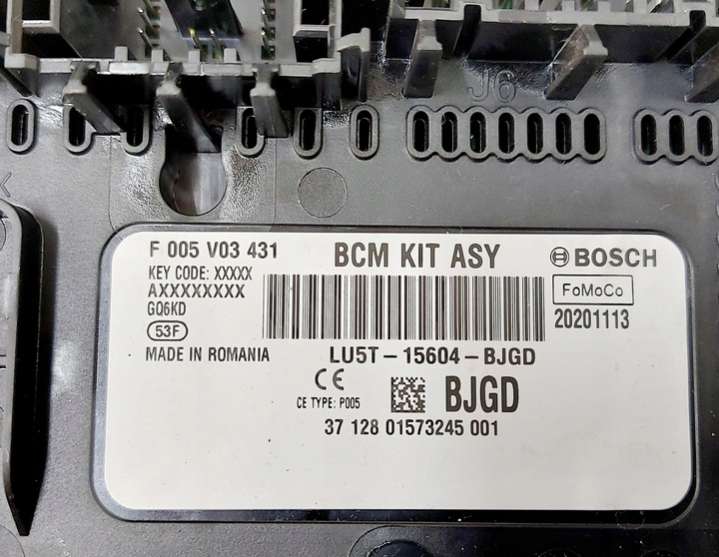 J6
F 005 V03 431
BCM KIT ASY
BOSCH
KEY CODE: XXXXX
AXXXXXXXX
GQ6KD
53F
FoMoCo
20201113
MADE IN ROMANIA
LU5T-15604-BJGD
CE
CE TYPE: P005
BJGD
37 128 01573245 001